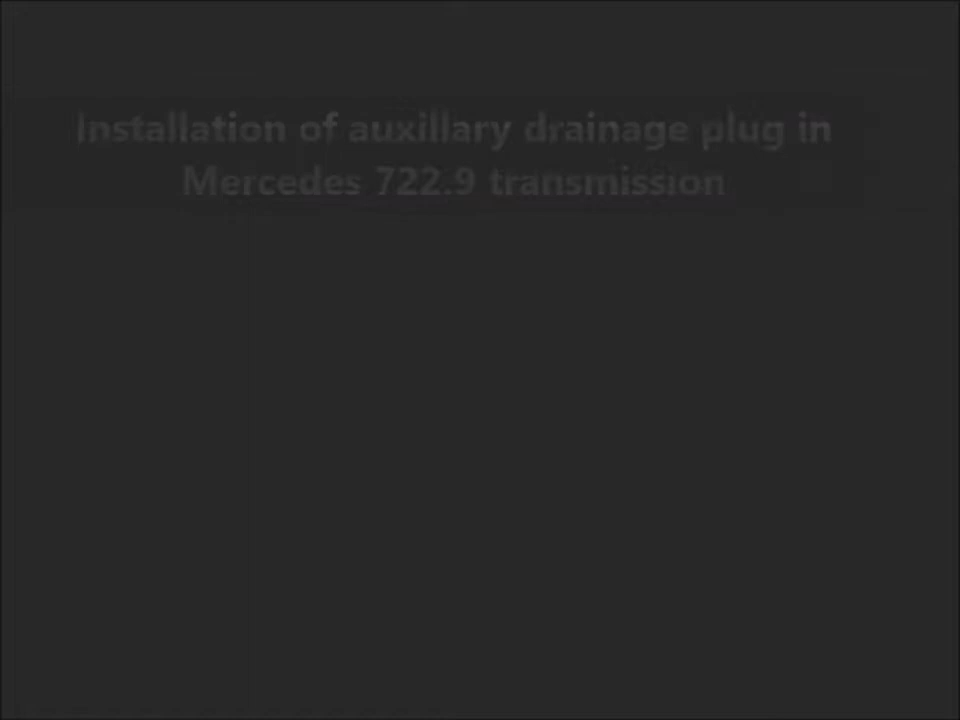 Installation of auxillary drainage plug in
Mercedes 722.9 transmission